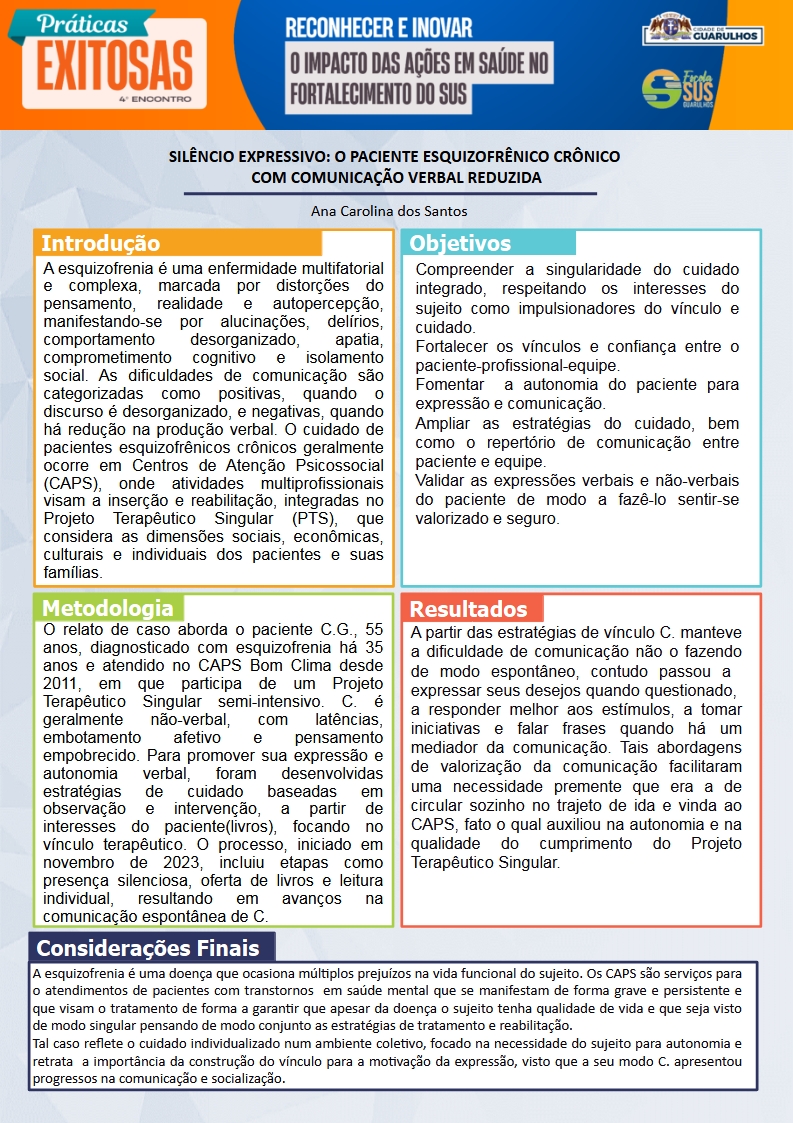 Práticas
EXITOSAS
4º ENCONTRO
RECONHECER E INOVAR
O IMPACTO DAS AÇÕES EM SAÚDE NO
FORTALECIMENTO DO SUS
CIDADE DE
GUARULHOS
Escola
SUS
GUARULHOS
SILÊNCIO EXPRESSIVO: O PACIENTE ESQUIZOFRÊNICO CRÔNICO
COM COMUNICAÇÃO VERBAL REDUZIDA
Ana Carolina dos Santos
Introdução
A esquizofrenia é uma enfermidade multifatorial
e complexa, marcada por distorções do
pensamento, realidade e autopercepção,
manifestando-se por alucinações, delírios,
comportamento desorganizado, apatia,
comprometimento cognitivo e isolamento
social. As dificuldades de comunicação são
categorizadas como positivas, quando o
discurso é desorganizado, e negativas, quando
há redução na produção verbal. O cuidado de
pacientes esquizofrênicos crônicos geralmente
ocorre em Centros de Atenção Psicossocial
(CAPS), onde atividades multiprofissionais
visam a inserção e reabilitação, integradas no
Projeto Terapêutico Singular (PTS), que
considera as dimensões sociais, econômicas,
culturais e individuais dos pacientes e suas
famílias.
Objetivos
Compreender a singularidade do cuidado
integrado, respeitando os interesses do
sujeito como impulsionadores do vínculo e
cuidado.
Fortalecer os vínculos e confiança entre o
paciente-profissional-equipe.
Fomentar a autonomia do paciente para
expressão e comunicação.
Ampliar as estratégias do cuidado, bem
como o repertório de comunicação entre
paciente e equipe.
Validar as expressões verbais e não-verbais
do paciente de modo a fazê-lo sentir-se
valorizado e seguro.
Metodologia
O relato de caso aborda o paciente C.G., 55
anos, diagnosticado com esquizofrenia há 35
anos e atendido no CAPS Bom Clima desde
2011, em que participa de um Projeto
Terapêutico Singular semi-intensivo. C. é
geralmente não-verbal, com latências,
embotamento afetivo e pensamento
empobrecido. Para promover sua expressão e
autonomia verbal, foram desenvolvidas
estratégias de cuidado baseadas em
observação e intervenção, a partir de
interesses do paciente(livros), focando no
vínculo terapêutico. O processo, iniciado em
novembro de 2023, incluiu etapas como
presença silenciosa, oferta de livros e leitura
individual, resultando em avanços na
comunicação espontânea de C.
Resultados
A partir das estratégias de vínculo C. manteve
a dificuldade de comunicação não o fazendo
de modo espontâneo, contudo passou a
expressar seus desejos quando questionado,
a responder melhor aos estímulos, a tomar
iniciativas e falar frases quando há um
mediador da comunicação. Tais abordagens
de valorização da comunicação facilitaram
uma necessidade premente que era a de
circular sozinho no trajeto de ida e vinda ao
CAPS, fato o qual auxiliou na autonomia e na
qualidade do cumprimento do Projeto
Terapêutico Singular.
Considerações Finais
A esquizofrenia é uma doença que ocasiona múltiplos prejuízos na vida funcional do sujeito. Os CAPS são serviços para
o atendimentos de pacientes com transtornos em saúde mental que se manifestam de forma grave e persistente e
que visam o tratamento de forma a garantir que apesar da doença o sujeito tenha qualidade de vida e que seja visto
de modo singular pensando de modo conjunto as estratégias de tratamento e reabilitação.
Tal caso reflete o cuidado individualizado num ambiente coletivo, focado na necessidade do sujeito para autonomia e
retrata a importância da construção do vínculo para a motivação da expressão, visto que a seu modo C. apresentou
progressos na comunicação e socialização.